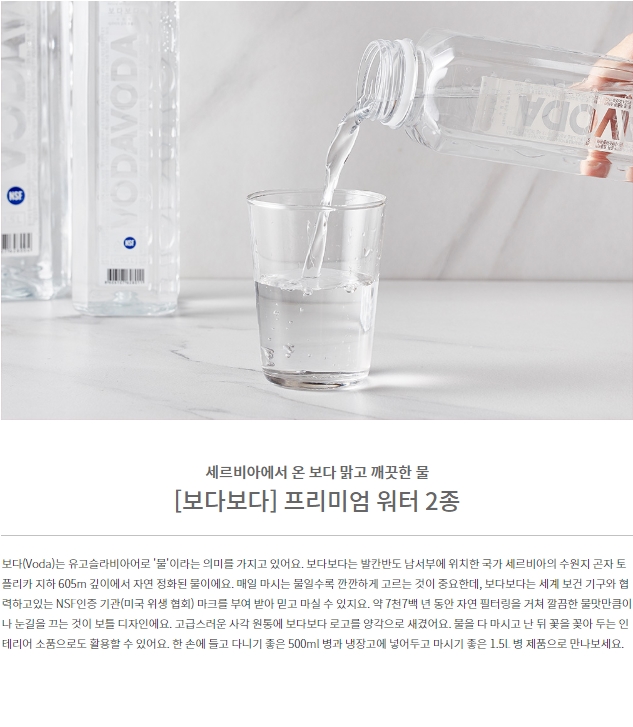 VODAVODA
NSF
NSF
VODA
세르비아에서 온 보다 맑고 깨끗한 물
[보다보다] 프리미엄 워터 2종
보다(Voda)는 유고슬라비아어로 '물'이라는 의미를 가지고 있어요. 보다보다는 발칸반도 남서부에 위치한 국가 세르비아의 수원지 곤자 토
플리카 지하 605m 깊이에서 자연 정화된 물이에요. 매일 마시는 물일수록 깐깐하게 고르는 것이 중요한데, 보다보다는 세계 보건 기구와 협
력하고있는 NSF인증 기관(미국 위생 협회) 마크를 부여 받아 믿고 마실 수 있지요. 약 7천7백 년 동안 자연 필터링을 거쳐 깔끔한 물맛만큼이
나 눈길을 끄는 것이 보틀 디자인에요. 고급스러운 사각 원통에 보다보다 로고를 양각으로 새겼어요. 물을 다 마시고 난 뒤 꽃을 꽂아 두는 인
테리어 소품으로도 활용할 수 있어요. 한 손에 들고 다니기 좋은 500ml 병과 냉장고에 넣어두고 마시기 좋은 1.5L 병 제품으로 만나보세요.